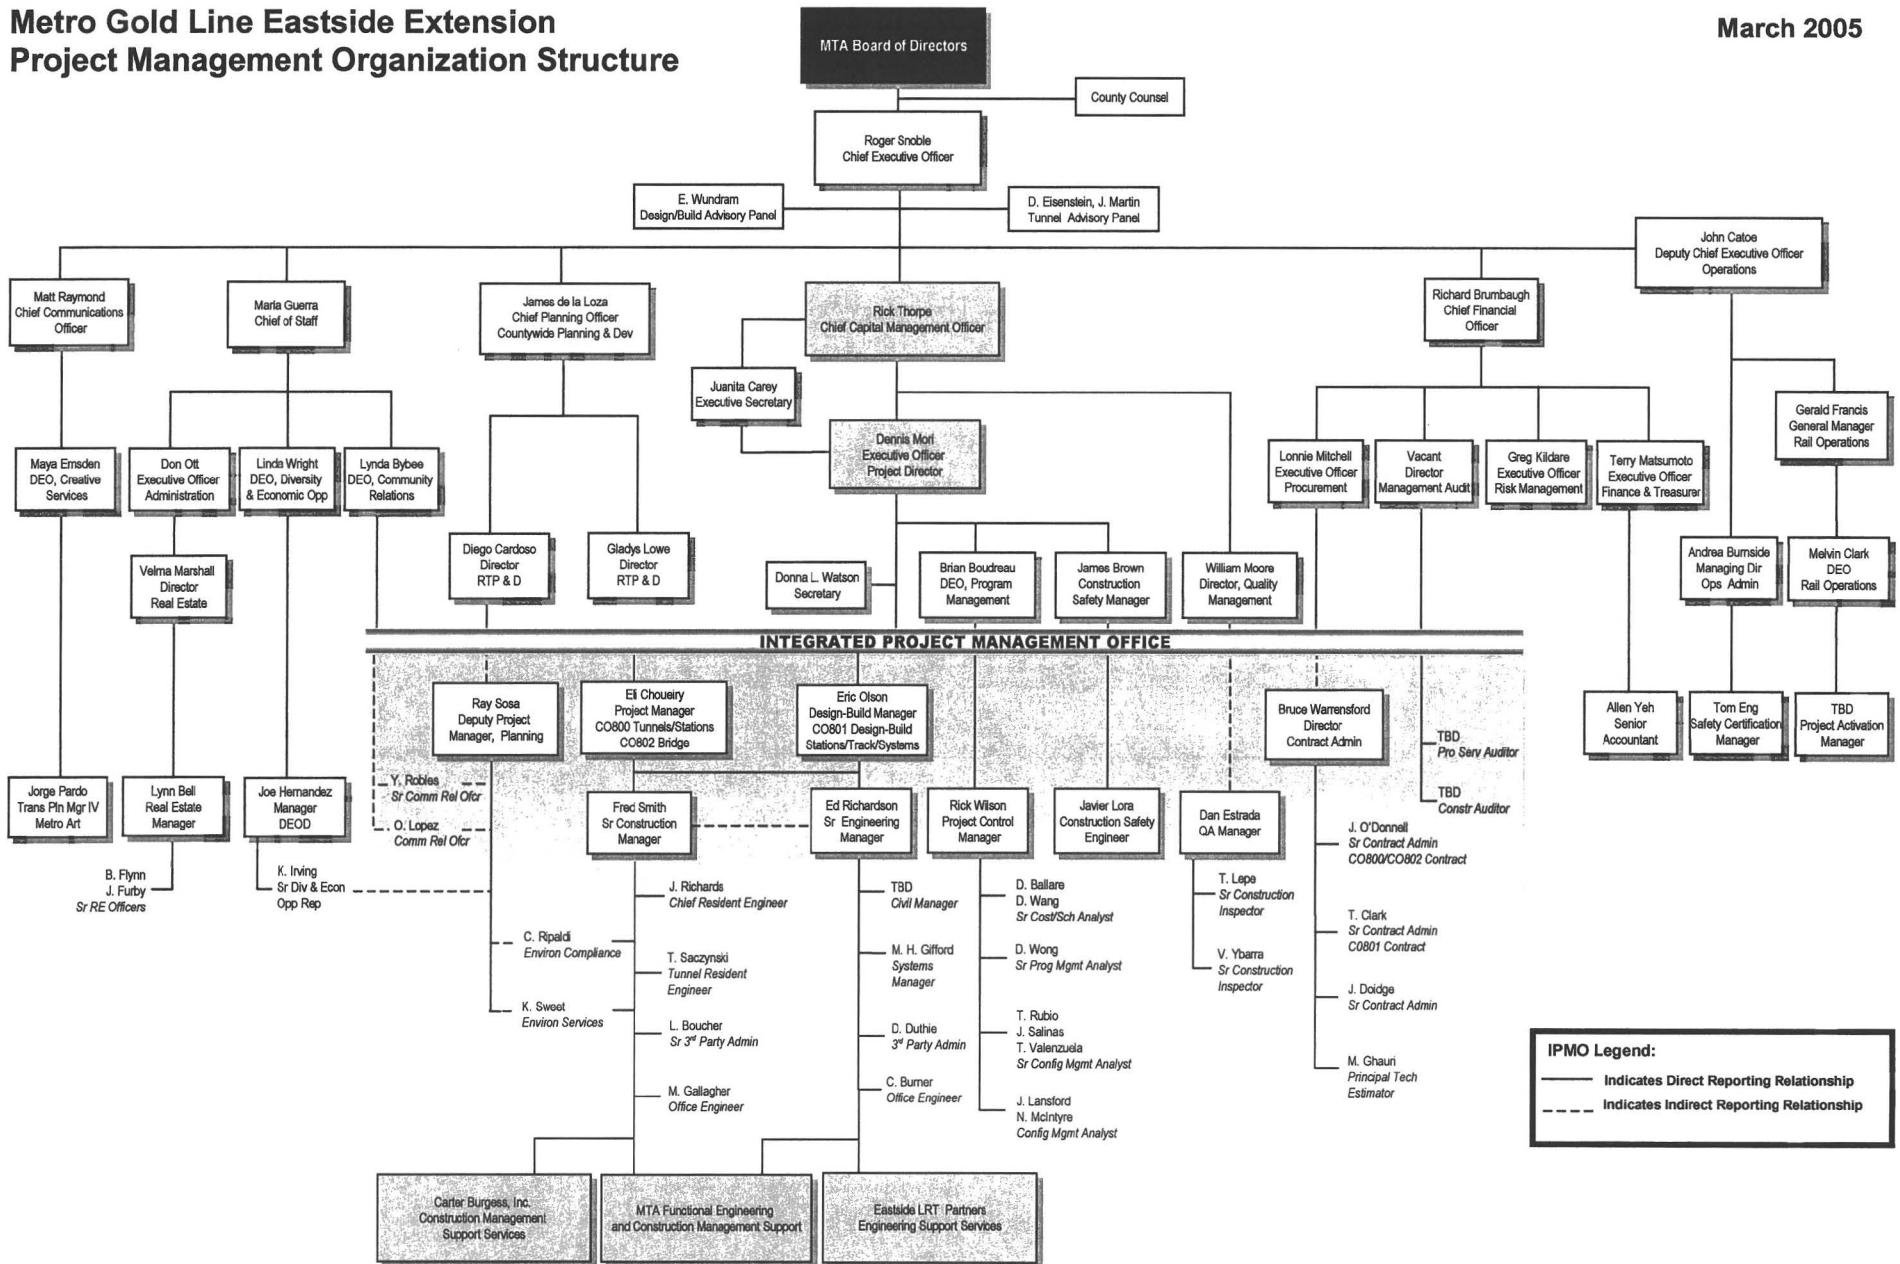 Metro Gold Line Eastside Extension
Project Management Organization Structure
March 2005
MTA Board of Directors
County Counsel
Roger Snoble
Chief Executive Officer
E. Wundram
Design/Build Advisory Panel
D. Eisenstein, J. Martin
Tunnel Advisory Panel
John Catoe
Deputy Chief Executive Officer
Operations
Matt Raymond
Chief Communications
Officer
Maria Guerra
Chief of Staff
James de la Loza
Chief Planning Officer
Countywide Planning & Dev
Rick Thorpe
Chief Capital Management Officer
Richard Brumbaugh
Chief Financial
Officer
Juanita Carey
Executive Secretary
Dennis Mori
Executive Officer
Project Director
Gerald Francis
General Manager
Rail Operations
Maya Emsden
DEO, Creative
Services
Don Ott
Executive Officer
Administration
Linda Wright
DEO, Diversity
& Economic Opp
Lynda Bybee
DEO, Community
Relations
Lonnie Mitchell
Executive Officer
Procurement
Vacant
Director
Management Audit
Greg Kildare
Executive Officer
Risk Management
Terry Matsumoto
Executive Officer
Finance & Treasurer
Velma Marshall
Director
Real Estate
Diego Cardoso
Director
RTP & D
Gladys Lowe
Director
RTP & D
Donna L. Watson
Secretary
Brian Boudreau
DEO, Program
Management
James Brown
Construction
Safety Manager
William Moore
Director, Quality
Management
Andrea Burnside
Managing Dir
Ops Admin
Melvin Clark
DEO
Rail Operations
INTEGRATED PROJECT MANAGEMENT OFFICE
Ray Sosa
Deputy Project
Manager, Planning
Eli Choueiry
Project Manager
CO800 Tunnels/Stations
CO802 Bridge
Eric Olson
Design-Build Manager
CO801 Design-Build
Stations/Track/Systems
Bruce Warrensford
Director
Contract Admin
TBD
Pro Serv Auditor
TBD
Constr Auditor
Allen Yeh
Senior
Accountant
Tom Eng
Safety Certification
Manager
TBD
Project Activation
Manager
Jorge Pardo
Trans Pln Mgr IV
Metro Art
Lynn Bell
Real Estate
Manager
Joe Hernandez
Manager
DEOD
Y. Robles
Sr Comm Rel Ofcr
O. Lopez
Comm Rel Ofcr
Fred Smith
Sr Construction
Manager
Ed Richardson
Sr Engineering
Manager
Rick Wilson
Project Control
Manager
Javier Lora
Construction Safety
Engineer
Dan Estrada
QA Manager
J. O'Donnell
Sr Contract Admin
CO800/CO802 Contract
B. Flynn
J. Furby
Sr RE Officers
K. Irving
Sr Div & Econ
Opp Rep
J. Richards
Chief Resident Engineer
TBD
Civil Manager
D. Ballare
D. Wang
Sr Cost/Sch Analyst
T. Lepe
Sr Construction
Inspector
T. Clark
Sr Contract Admin
C0801 Contract
C. Ripaldi
Environ Compliance
T. Saczynski
Tunnel Resident
Engineer
M. H. Gifford
Systems
Manager
D. Wong
Sr Prog Mgmt Analyst
V. Ybarra
Sr Construction
Inspector
J. Doidge
Sr Contract Admin
K. Sweet
Environ Services
L. Boucher
Sr 3rd Party Admin
D. Duthie
3rd Party Admin
T. Rubio
J. Salinas
T. Valenzuela
Sr Config Mgmt Analyst
M. Ghauri
Principal Tech
Estimator
M. Gallagher
Office Engineer
C. Burner
Office Engineer
J. Lansford
N. McIntyre
Config Mgmt Analyst
IPMO Legend:
Indicates Direct Reporting Relationship
Indicates Indirect Reporting Relationship
Carter Burgess, Inc.
Construction Management
Support Services
MTA Functional Engineering
and Construction Management Support
Eastside LRT Partners
Engineering Support Services